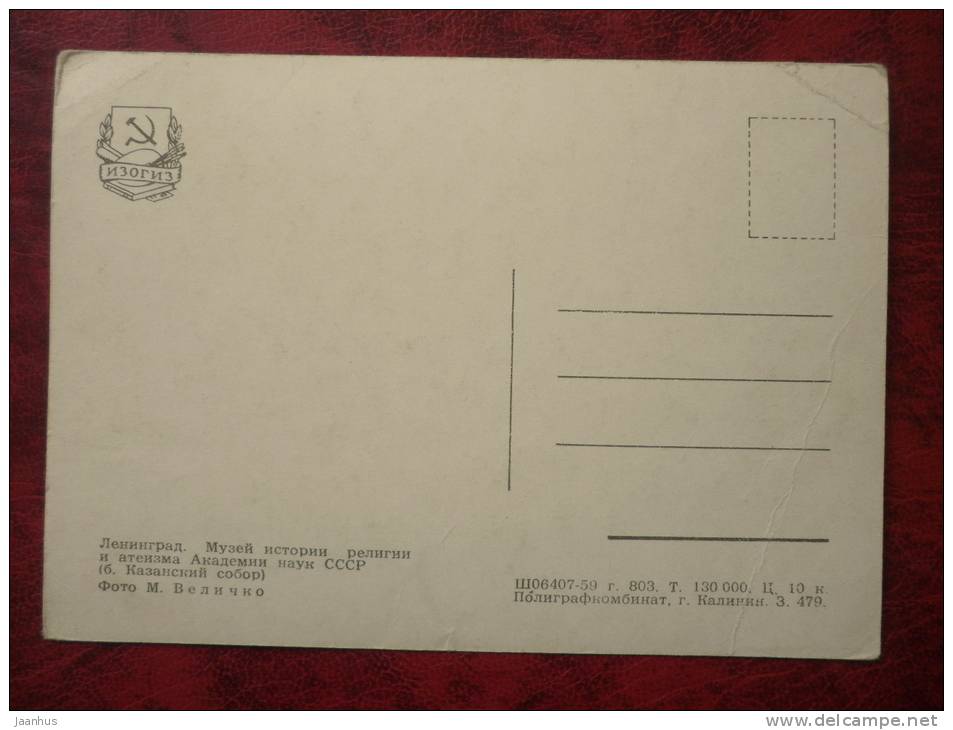 ИЗОГИЗ
Ленинград. Музей истории религии
и атеизма Академии наук СССР
(б. Казанский собор)
Фото М. Величко
Ш06407-59 г. 803. Т. 130 000. Ц. 10 к.
Полиграфкомбинат, г. Калинин. З. 479.
jaanhus
www.delcampe.net